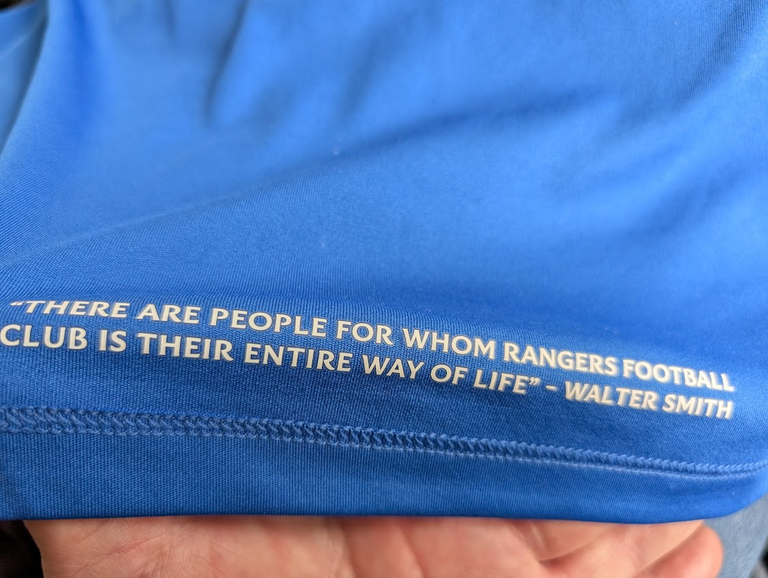 “THERE ARE PEOPLE FOR WHOM RANGERS FOOTBALL
CLUB IS THEIR ENTIRE WAY OF LIFE” – WALTER SMITH